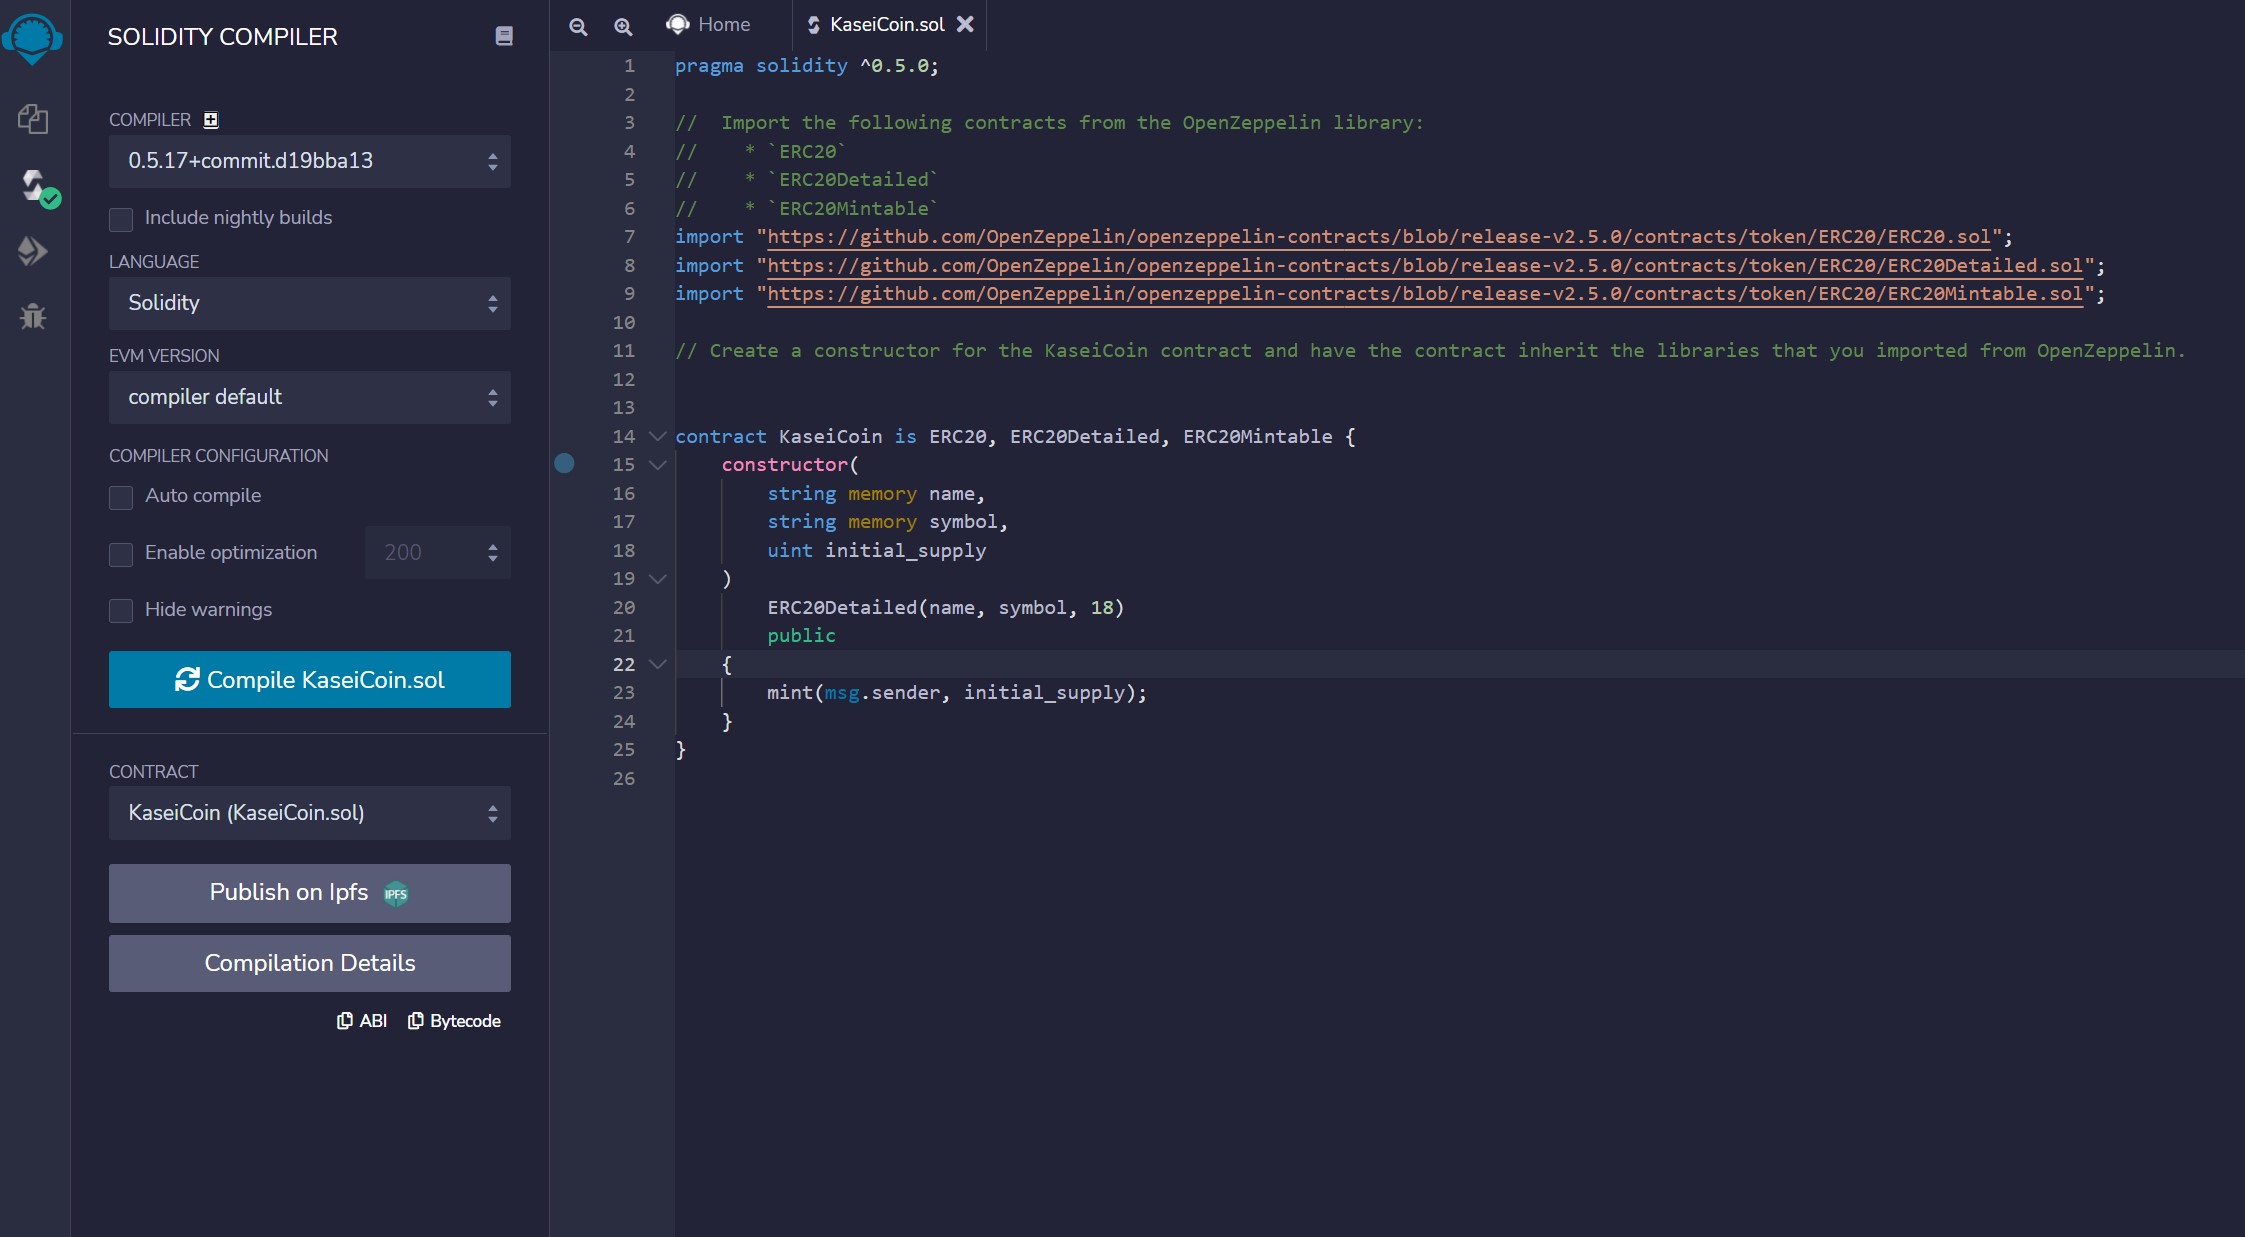 SOLIDITY COMPILER
COMPILER
0.5.17+commit.d19bba13
Include nightly builds
LANGUAGE
Solidity
EVM VERSION
compiler default
COMPILER CONFIGURATION
Auto compile
Enable optimization 200
Hide warnings
Compile KaseiCoin.sol
CONTRACT
KaseiCoin (KaseiCoin.sol)
Publish on Ipfs IPFS
Compilation Details
ABI Bytecode
Home KaseiCoin.sol
1 pragma solidity ^0.5.0;
2
3 //  Import the following contracts from the OpenZeppelin library:
4 //    * `ERC20`
5 //    * `ERC20Detailed`
6 //    * `ERC20Mintable`
7 import "https://github.com/OpenZeppelin/openzeppelin-contracts/blob/release-v2.5.0/contracts/token/ERC20/ERC20.sol";
8 import "https://github.com/OpenZeppelin/openzeppelin-contracts/blob/release-v2.5.0/contracts/token/ERC20/ERC20Detailed.sol";
9 import "https://github.com/OpenZeppelin/openzeppelin-contracts/blob/release-v2.5.0/contracts/token/ERC20/ERC20Mintable.sol";
10
11 // Create a constructor for the KaseiCoin contract and have the contract inherit the libraries that you imported from OpenZeppelin.
12
13
14 contract KaseiCoin is ERC20, ERC20Detailed, ERC20Mintable {
15     constructor(
16         string memory name,
17         string memory symbol,
18         uint initial_supply
19     )
20         ERC20Detailed(name, symbol, 18)
21         public
22     {
23         mint(msg.sender, initial_supply);
24     }
25 }
26